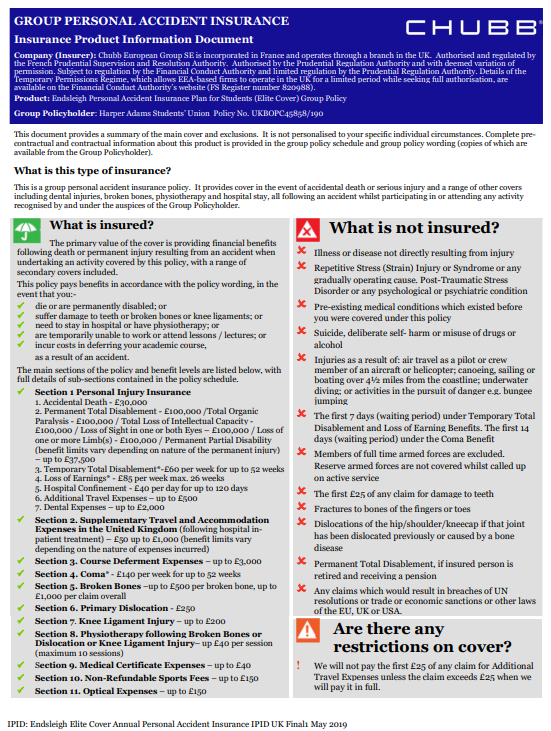 GROUP PERSONAL ACCIDENT INSURANCE
Insurance Product Information Document
CHUBB®
Company (Insurer): Chubb European Group SE is incorporated in France and operates through a branch in the UK. Authorised and regulated by
the French Prudential Supervision and Resolution Authority. Authorised by the Prudential Regulation Authority and with deemed variation of
permission. Subject to regulation by the Financial Conduct Authority and limited regulation by the Prudential Regulation Authority. Details of the
Temporary Permissions Regime, which allows EEA-based firms to operate in the UK for a limited period while seeking full authorisation, are
available on the Financial Conduct Authority's website (FS Register number 820988).
Product: Endsleigh Personal Accident Insurance Plan for Students (Elite Cover) Group Policy
Group Policyholder: Harper Adams Students' Union Policy No. UKBOPC45858/190
This document provides a summary of the main cover and exclusions. It is not personalised to your specific individual circumstances. Complete pre-
contractual and contractual information about this product is provided in the group policy schedule and group policy wording (copies of which are
available from the Group Policyholder).
What is this type of insurance?
This is a group personal accident insurance policy. It provides cover in the event of accidental death or serious injury and a range of other covers
including dental injuries, broken bones, physiotherapy and hospital stay, all following an accident whilst participating in or attending any activity
recognised by and under the auspices of the Group Policyholder.
What is insured?
The primary value of the cover is providing financial benefits
following death or permanent injury resulting from an accident when
undertaking an activity covered by this policy, with a range of
secondary covers included.
This policy pays benefits in accordance with the policy wording, in the
event that you:-
✓ die or are permanently disabled; or
✓ suffer damage to teeth or broken bones or knee ligaments; or
✓ need to stay in hospital or have physiotherapy; or
✓ are temporarily unable to work or attend lessons / lectures; or
✓ incur costs in deferring your academic course,
as a result of an accident.
The main sections of the policy and benefit levels are listed below, with
full details of sub-sections contained in the policy schedule.
✓ Section 1 Personal Injury Insurance
1. Accidental Death - £30,000
2. Permanent Total Disablement - £100,000 /Total Organic
Paralysis - £100,000 / Total Loss of Intellectual Capacity -
£100,000 / Loss of Sight in one or both Eyes – £100,000 / Loss of
one or more Limb(s) - £100,000 / Permanent Partial Disability
(benefit limits vary depending on nature of the permanent injury)
– up to £37,500
3. Temporary Total Disablement*-£60 per week for up to 52 weeks
4. Loss of Earnings* - £85 per week max. 26 weeks
5. Hospital Confinement - £40 per day for up to 120 days
6. Additional Travel Expenses – up to £500
7. Dental Expenses – up to £2,000
✓ Section 2. Supplementary Travel and Accommodation
Expenses in the United Kingdom (following hospital in-
patient treatment) – £50 up to £1,000 (benefit limits vary
depending on the nature of expenses incurred)
✓ Section 3. Course Deferment Expenses – up to £3,000
✓ Section 4. Coma* - £140 per week for up to 52 weeks
✓ Section 5. Broken Bones –up to £500 per broken bone, up to
£1,000 per claim overall
✓ Section 6. Primary Dislocation - £250
✓ Section 7. Knee Ligament Injury – up to £200
✓ Section 8. Physiotherapy following Broken Bones or
Dislocation or Knee Ligament Injury– up £40 per session
(maximum 10 sessions)
✓ Section 9. Medical Certificate Expenses – up to £40
✓ Section 10. Non-Refundable Sports Fees – up to £150
✓ Section 11. Optical Expenses – up to £150
What is not insured?
✗ Illness or disease not directly resulting from injury
✗ Repetitive Stress (Strain) Injury or Syndrome or any
gradually operating cause. Post-Traumatic Stress
Disorder or any psychological or psychiatric condition
✗ Pre-existing medical conditions which existed before
you were covered under this policy
✗ Suicide, deliberate self- harm or misuse of drugs or
alcohol
✗ Injuries as a result of: air travel as a pilot or crew
member of an aircraft or helicopter; canoeing, sailing or
boating over 4½ miles from the coastline; underwater
diving; or activities in the pursuit of danger e.g. bungee
jumping
✗ The first 7 days (waiting period) under Temporary Total
Disablement and Loss of Earning Benefits. The first 14
days (waiting period) under the Coma Benefit
✗ Members of full time armed forces are excluded.
Reserve armed forces are not covered whilst called up
on active service
✗ The first £25 of any claim for damage to teeth
✗ Fractures to bones of the fingers or toes
✗ Dislocations of the hip/shoulder/kneecap if that joint
has been dislocated previously or caused by a bone
disease
✗ Permanent Total Disablement, if insured person is
retired and receiving a pension
✗ Any claims which would result in breaches of UN
resolutions or trade or economic sanctions or other laws
of the EU, UK or USA.
Are there any
restrictions on cover?
! We will not pay the first £25 of any claim for Additional
Travel Expenses unless the claim exceeds £25 when we
will pay it in full.
IPID: Endsleigh Elite Cover Annual Personal Accident Insurance IPID UK Final1 May 2019